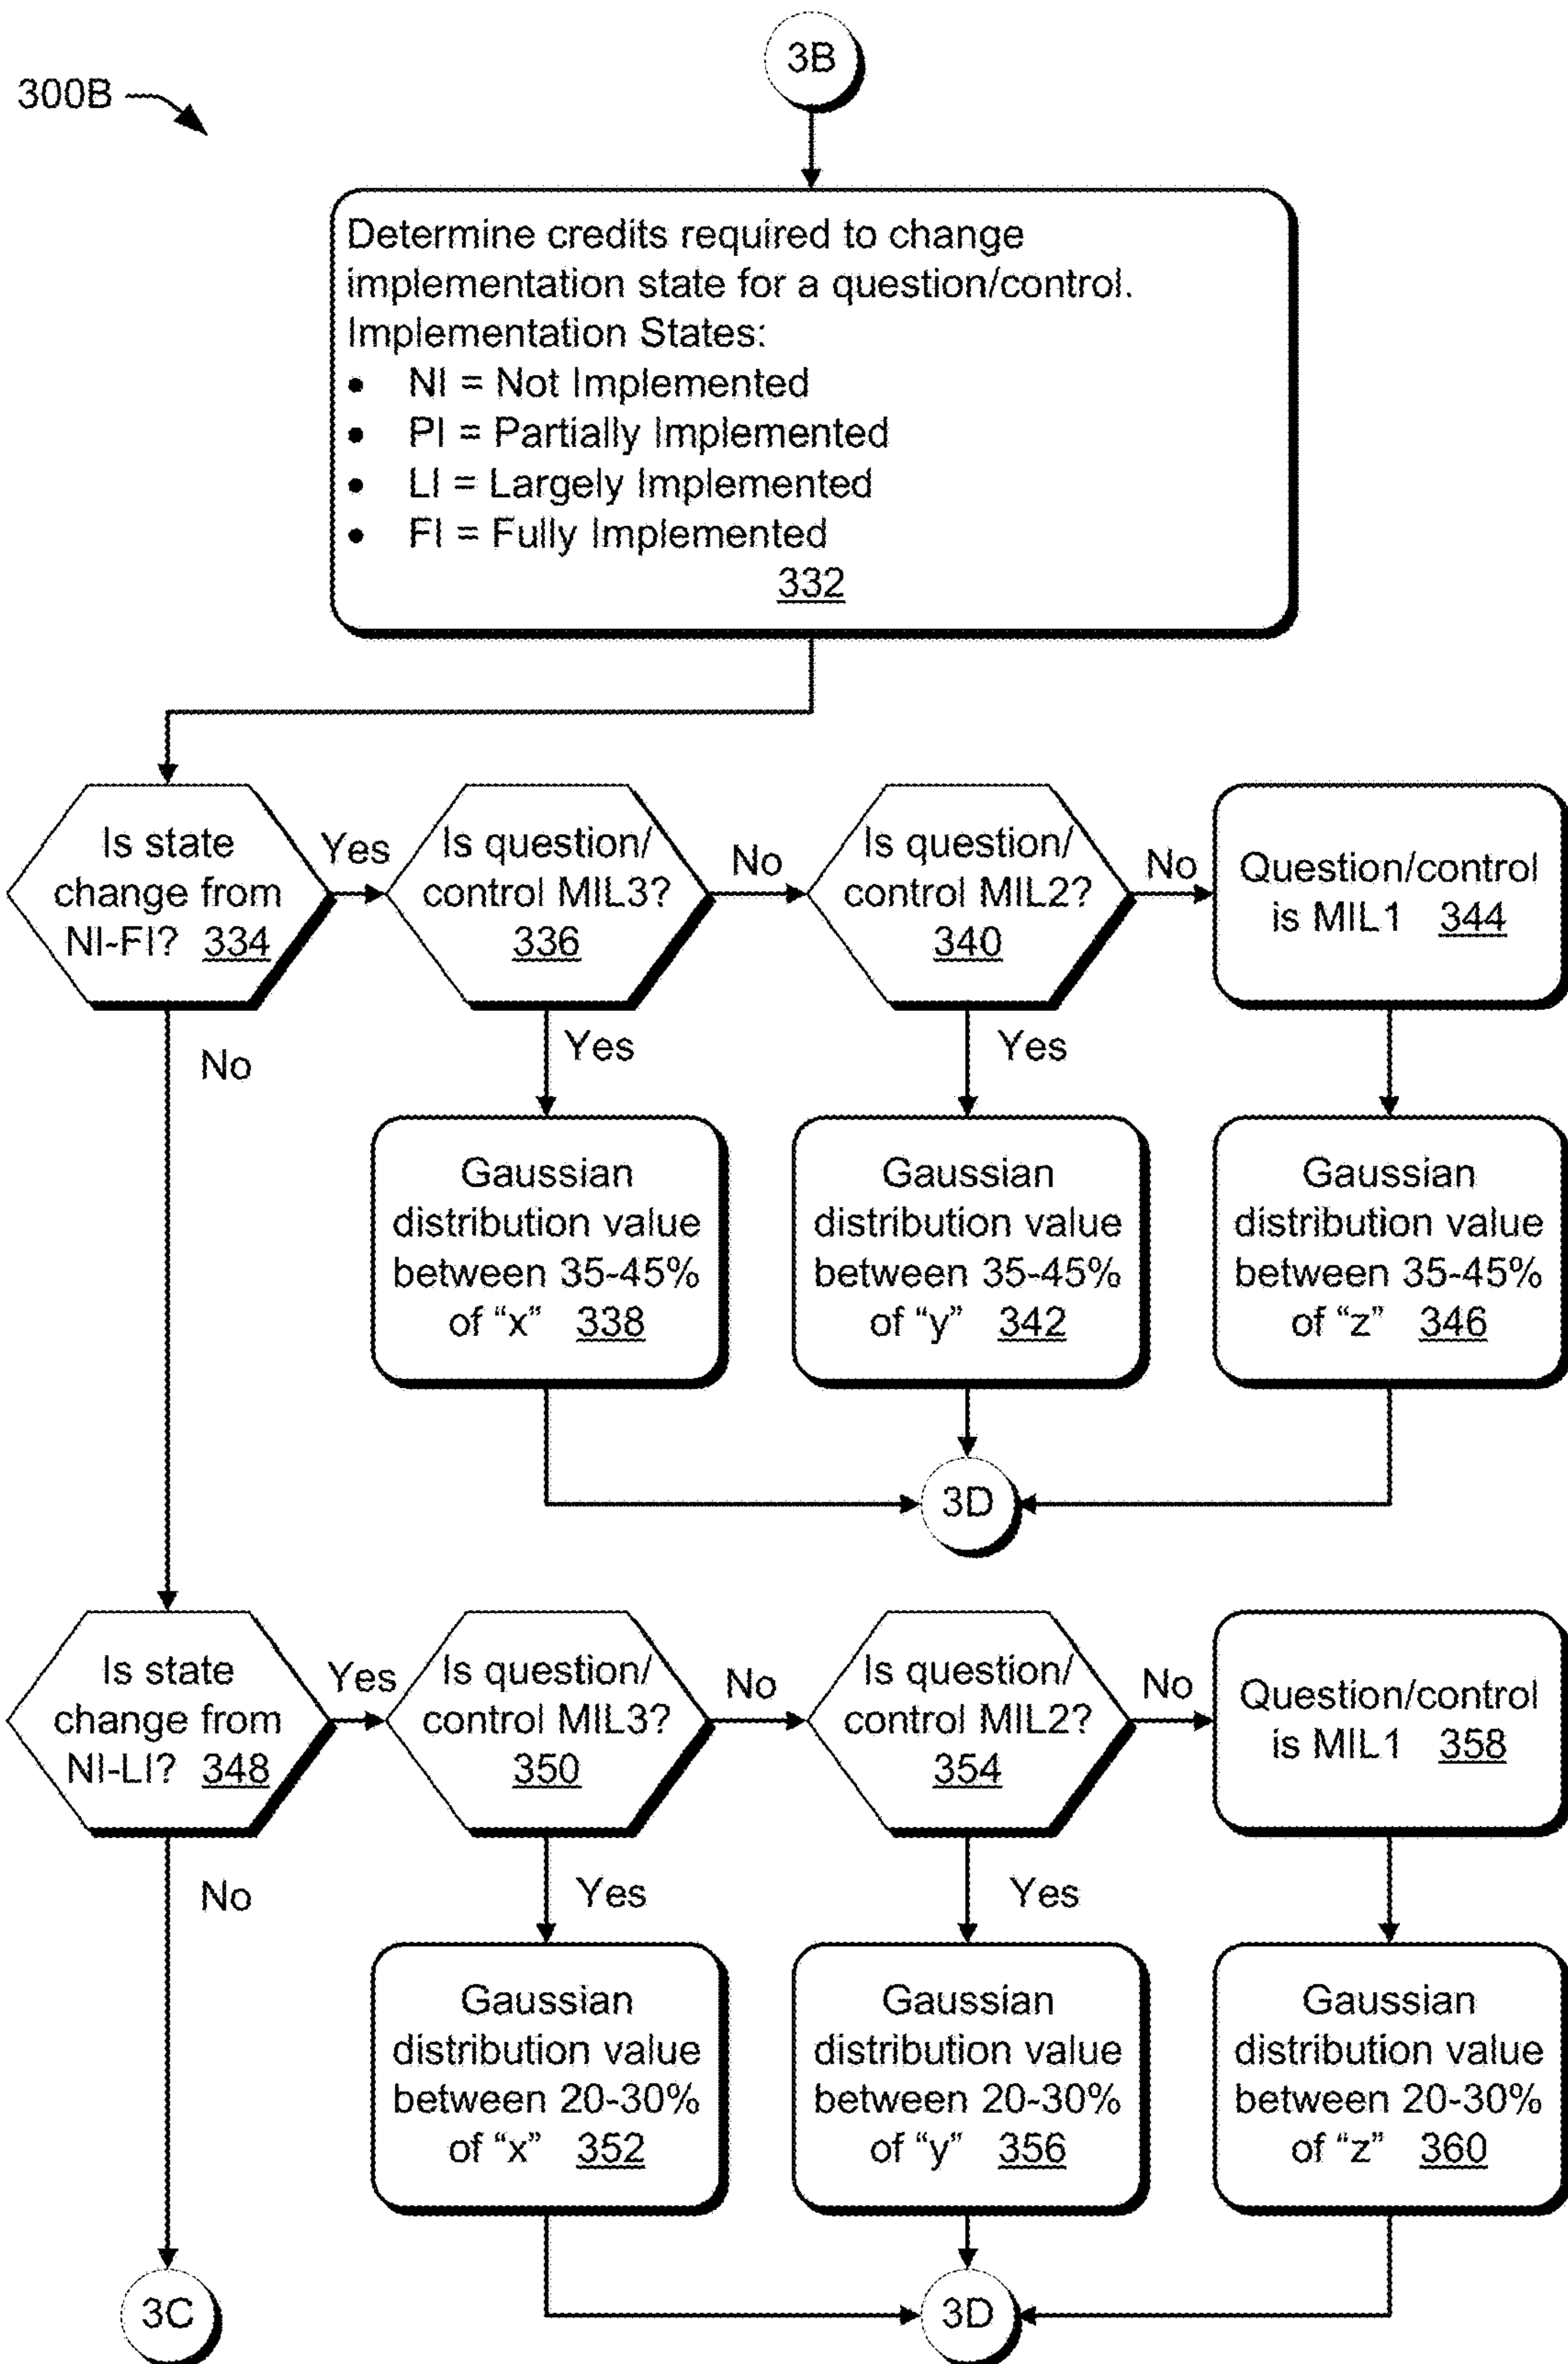 3B
300B
Determine credits required to change
implementation state for a question/control.
Implementation States:
• NI = Not Implemented
• PI = Partially Implemented
• LI = Largely Implemented
• FI = Fully Implemented
332
Is state
change from
NI-FI? 334
Yes
Is question/
control MIL3?
336
No
Is question/
control MIL2?
340
No
Question/control
is MIL1 344
No
Yes
Yes
Gaussian
distribution value
between 35-45%
of “x” 338
Gaussian
distribution value
between 35-45%
of “y” 342
Gaussian
distribution value
between 35-45%
of “z” 346
3D
Is state
change from
NI-LI? 348
Yes
Is question/
control MIL3?
350
No
Is question/
control MIL2?
354
No
Question/control
is MIL1 358
No
Yes
Yes
Gaussian
distribution value
between 20-30%
of “x” 352
Gaussian
distribution value
between 20-30%
of “y” 356
Gaussian
distribution value
between 20-30%
of “z” 360
3C
3D